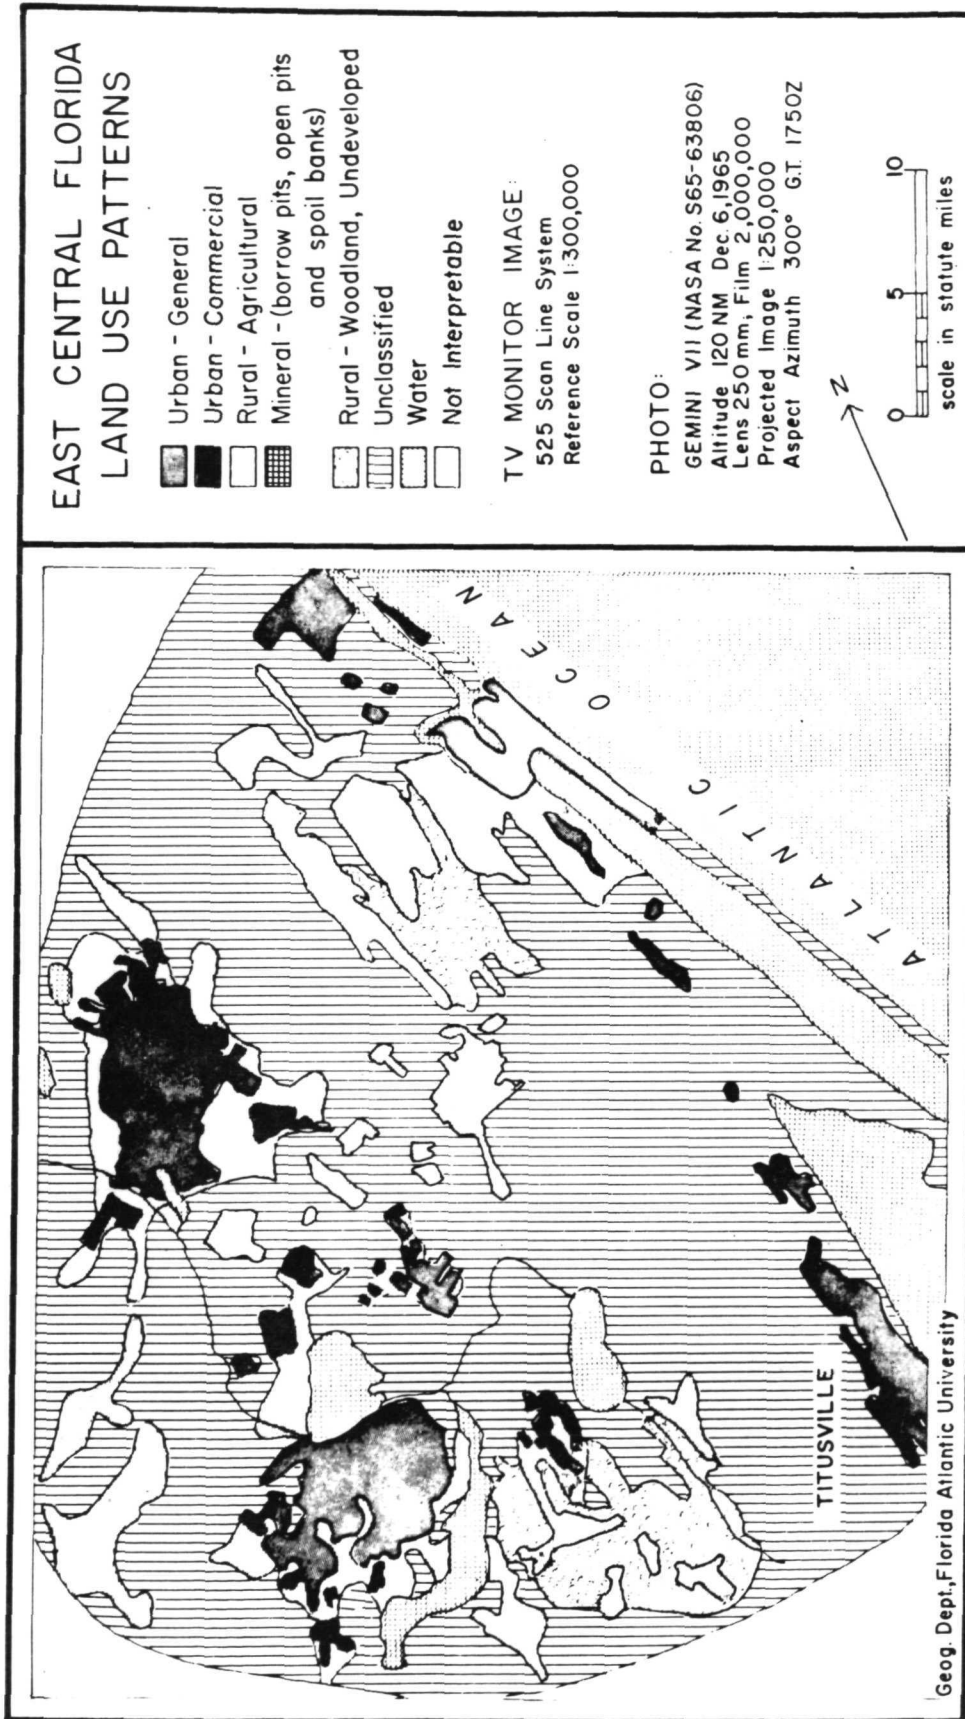 EAST CENTRAL FLORIDA
LAND USE PATTERNS
Urban - General
Urban - Commercial
Rural - Agricultural
Mineral - (borrow pits, open pits
and spoil banks)
Rural - Woodland, Undeveloped
Unclassified
Water
Not Interpretable
TV MONITOR IMAGE:
525 Scan Line System
Reference Scale 1:300,000
PHOTO:
GEMINI VII (NASA No. S65-63806)
Altitude 120 NM Dec. 6, 1965
Lens 250 mm, Film 2,000,000
Projected Image 1:250,000
Aspect Azimuth 300° G.T. 1750Z
N
0 5 10
scale in statute miles
ATLANTIC OCEAN
TITUSVILLE
Geog. Dept., Florida Atlantic University